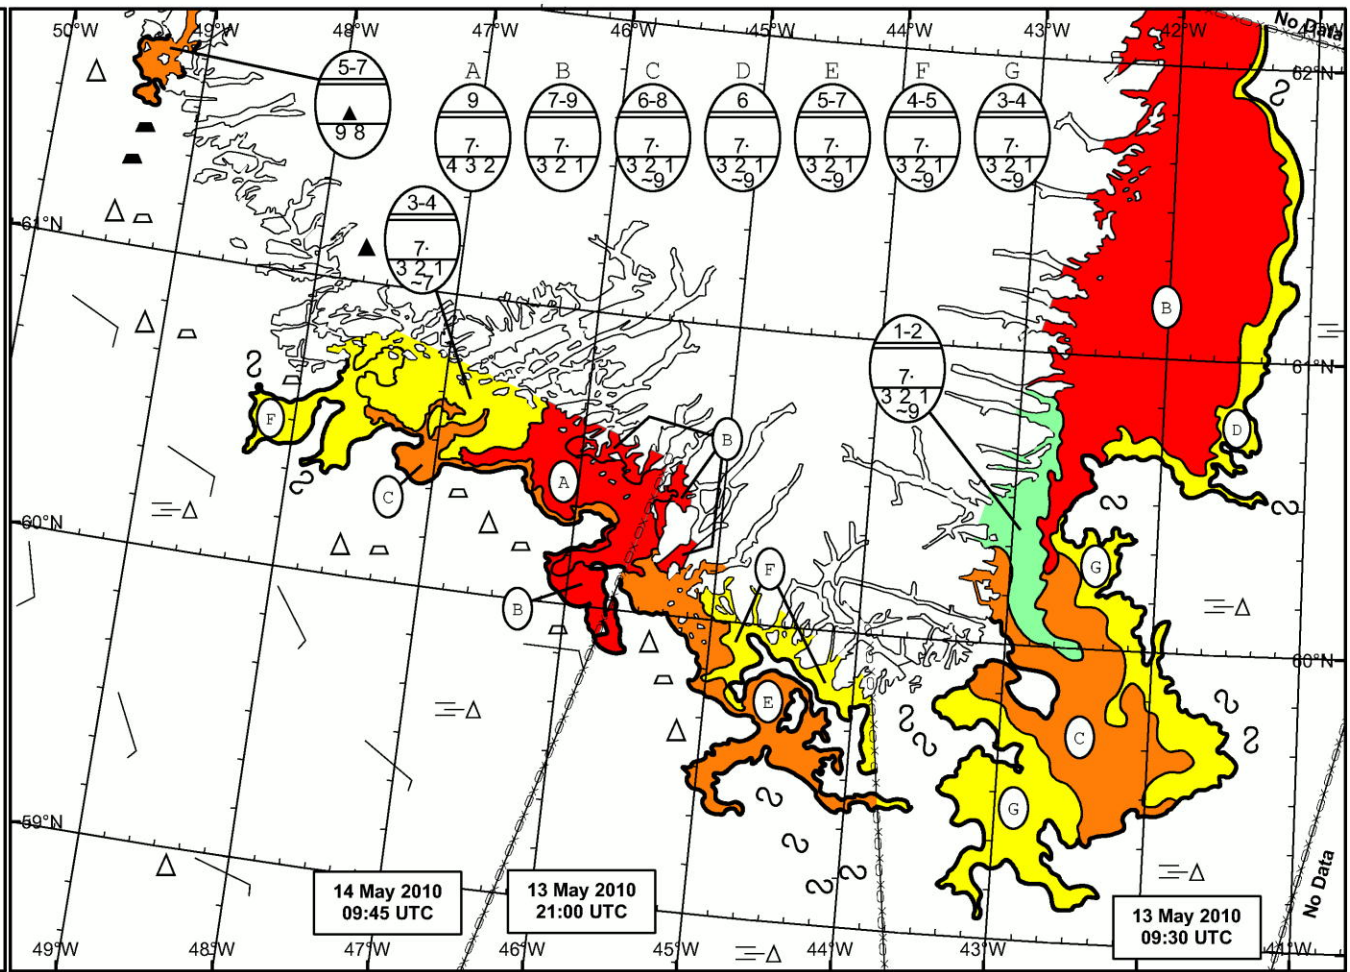 50°W 49°W 48°W 47°W 46°W 45°W 44°W 43°W 42°W No Data
62°N
5-7
▲
9 8
A B C D E F G
9 7-9 6-8 6 5-7 4-5 3-4
7· 7· 7· 7· 7· 7· 7·
4 3 2 3 2 1 3 2 1 3 2 1 3 2 1 3 2 1 3 2 1
~9 ~9 ~9 ~9 ~9
3-4
7·
3 2 1
~7
61°N
B
1-2
7·
3 2 1
~9
61°N
F
B
D
A
C
60°N
G
F
B
60°N
E
C
G
59°N
14 May 2010
09:45 UTC
13 May 2010
21:00 UTC
13 May 2010
09:30 UTC
No Data
49°W 48°W 47°W 46°W 45°W 44°W 43°W 41°W